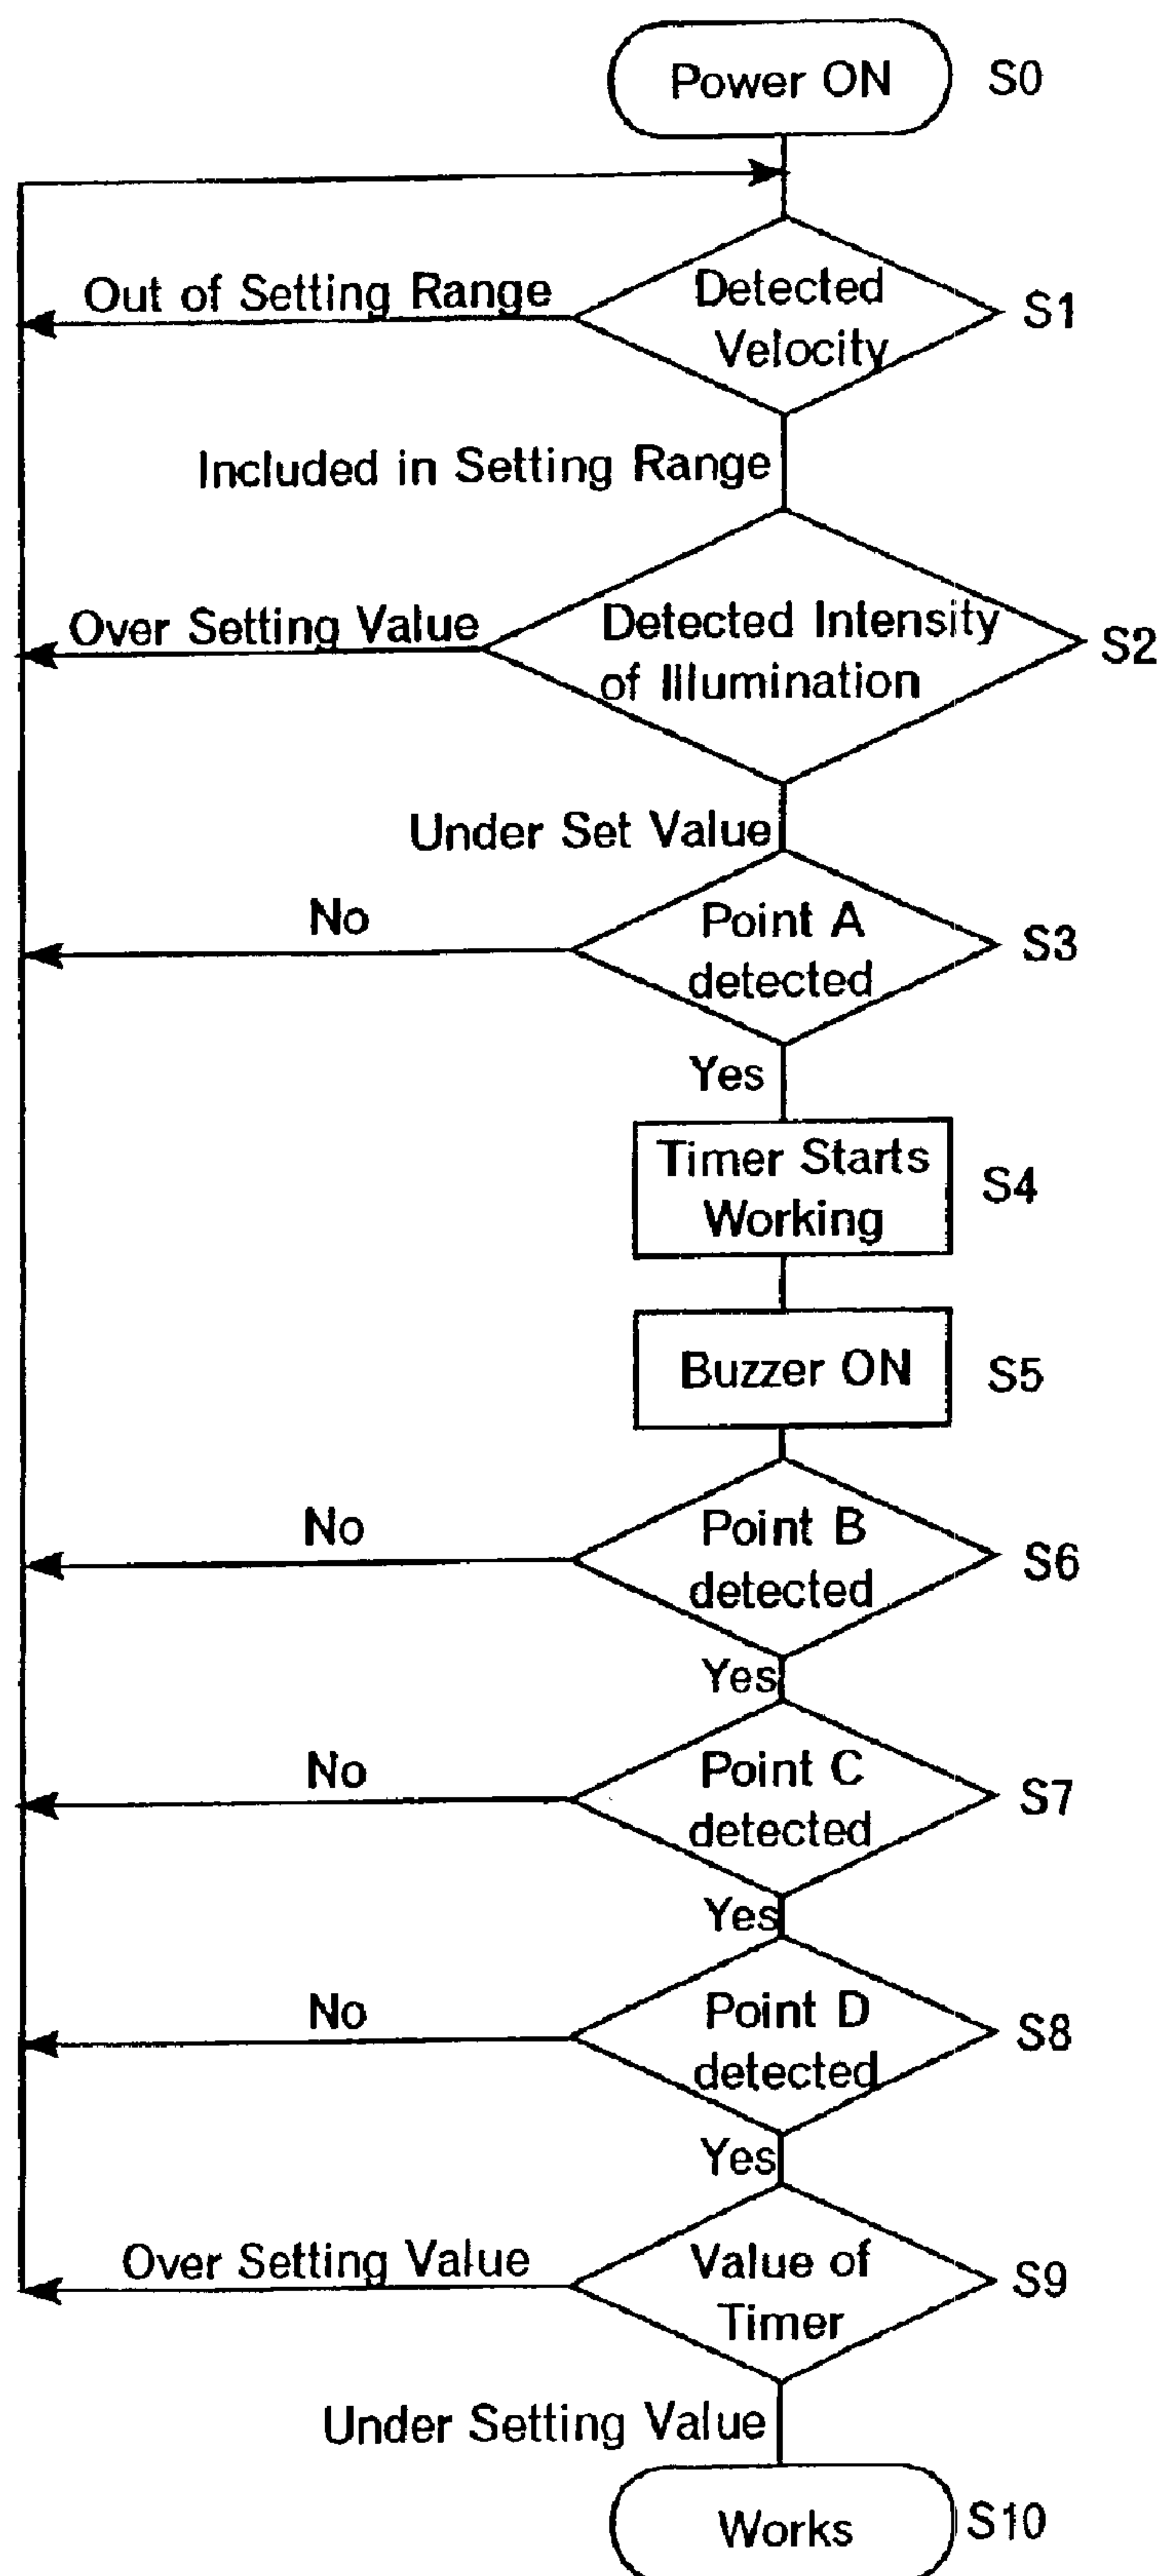 Power ON
S0
Out of Setting Range
Detected
Velocity
S1
Included in Setting Range
Over Setting Value
Detected Intensity
of Illumination
S2
Under Set Value
No
Point A
detected
S3
Yes
Timer Starts
Working
S4
Buzzer ON
S5
No
Point B
detected
S6
Yes
No
Point C
detected
S7
Yes
No
Point D
detected
S8
Yes
Over Setting Value
Value of
Timer
S9
Under Setting Value
Works
S10